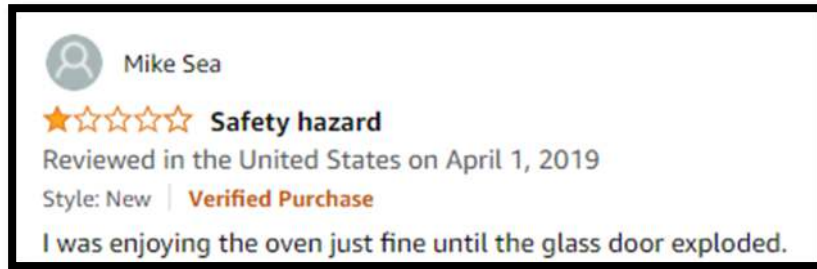 Mike Sea
Safety hazard
Reviewed in the United States on April 1, 2019
Style: New | Verified Purchase
I was enjoying the oven just fine until the glass door exploded.